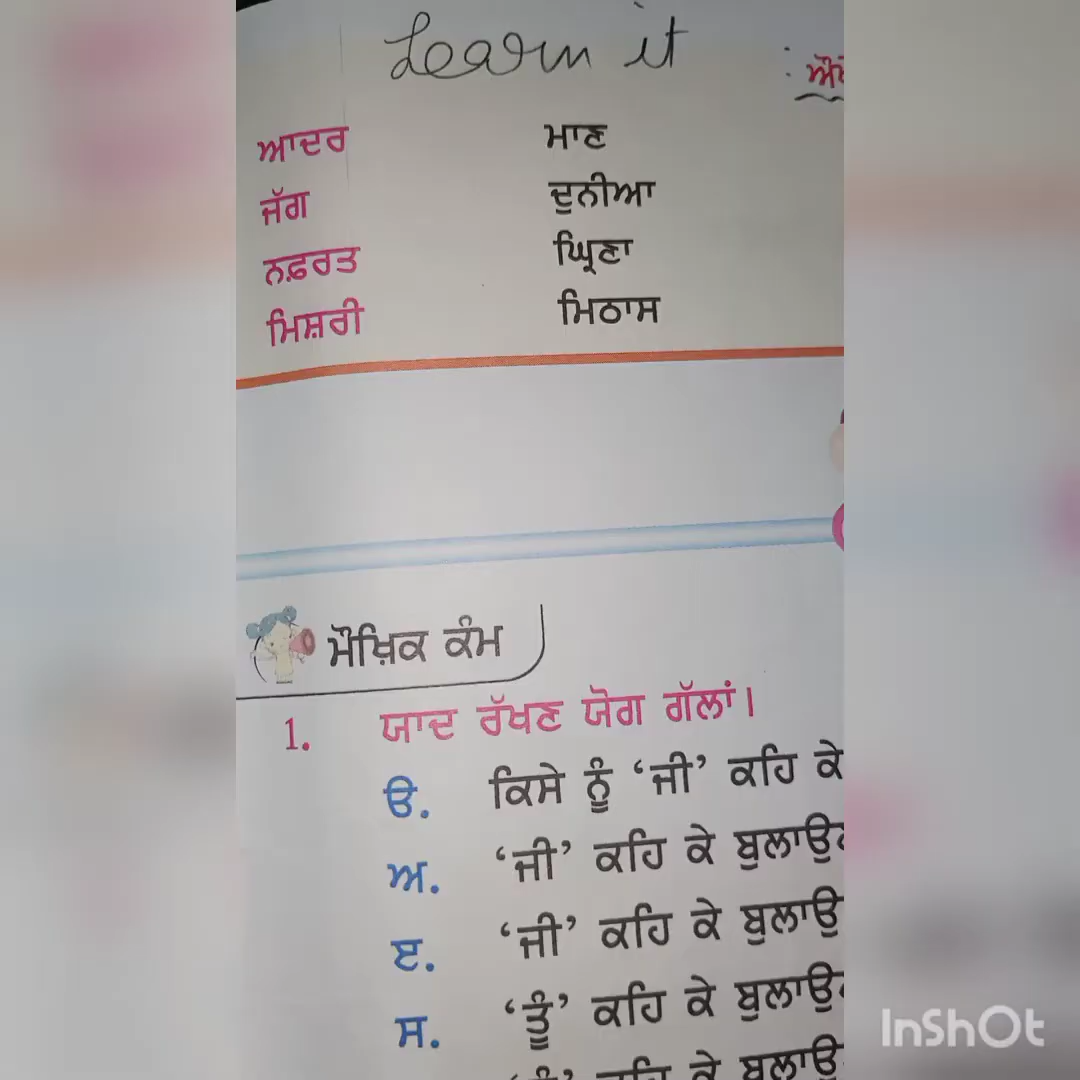 Learn it
ਆਦਰ ਮਾਣ
ਜੱਗ ਦੁਨੀਆ
ਨਫ਼ਰਤ ਘ੍ਰਿਣਾ
ਮਿਸ਼ਰੀ ਮਿਠਾਸ
ਮੌਖ਼ਿਕ ਕੰਮ
1. ਯਾਦ ਰੱਖਣ ਯੋਗ ਗੱਲਾਂ।
ੳ. ਕਿਸੇ ਨੂੰ ‘ਜੀ’ ਕਹਿ ਕੇ
ਅ. ‘ਜੀ’ ਕਹਿ ਕੇ
ੲ. ‘ਜੀ’ ਕਹਿ ਕੇ
ਸ. ‘ਤੂੰ’ ਕਹਿ ਕੇ
InShOt